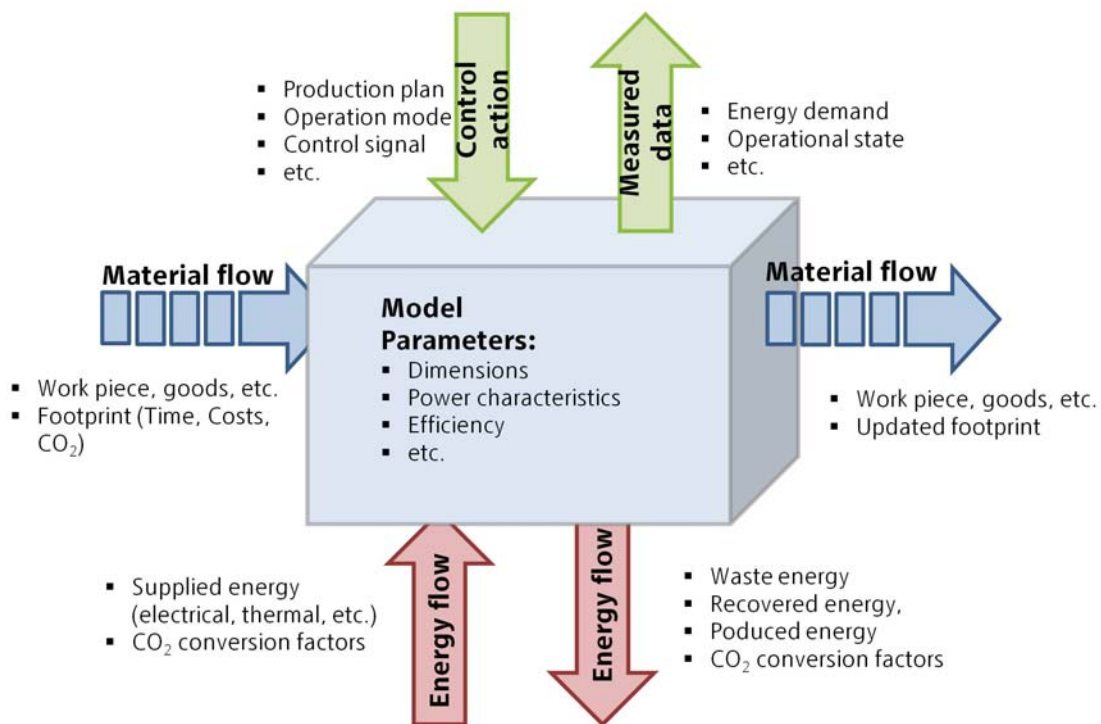 ▪ Production plan
▪ Operation mode
▪ Control signal
▪ etc.
Control
action
Measured
data
▪ Energy demand
▪ Operational state
▪ etc.
Material flow
▪ Work piece, goods, etc.
▪ Footprint (Time, Costs,
CO₂)
Model
Parameters:
▪ Dimensions
▪ Power characteristics
▪ Efficiency
▪ etc.
Material flow
▪ Work piece, goods, etc.
▪ Updated footprint
▪ Supplied energy
(electrical, thermal, etc.)
▪ CO₂ conversion factors
Energy flow
Energy flow
▪ Waste energy
▪ Recovered energy,
▪ Poduced energy
▪ CO₂ conversion factors